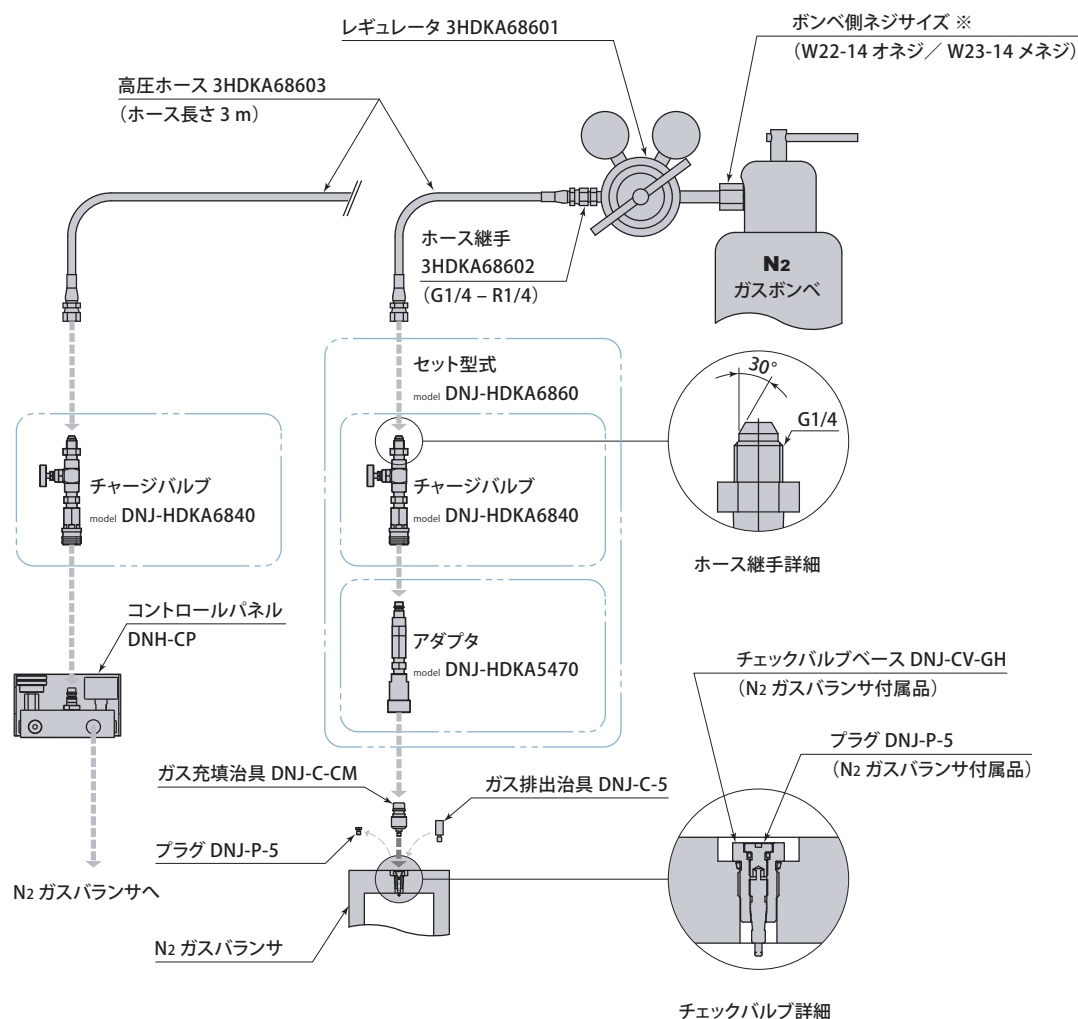 レギュレータ 3HDKA68601
ボンベ側ネジサイズ ※
（W22-14 オネジ／ W23-14 メネジ）
高圧ホース 3HDKA68603
（ホース長さ 3 m）
ホース継手
3HDKA68602
（G1/4 – R1/4）
N2
ガスボンベ
セット型式
model DNJ-HDKA6860
30°
G1/4
チャージバルブ
model DNJ-HDKA6840
チャージバルブ
model DNJ-HDKA6840
ホース継手詳細
コントロールパネル
DNH-CP
アダプタ
model DNJ-HDKA5470
チェックバルブベース DNJ-CV-GH
（N2 ガスバランサ付属品）
プラグ DNJ-P-5
（N2 ガスバランサ付属品）
ガス充填治具 DNJ-C-CM
ガス排出治具 DNJ-C-5
プラグ DNJ-P-5
N2 ガスバランサへ
N2 ガスバランサ
チェックバルブ詳細